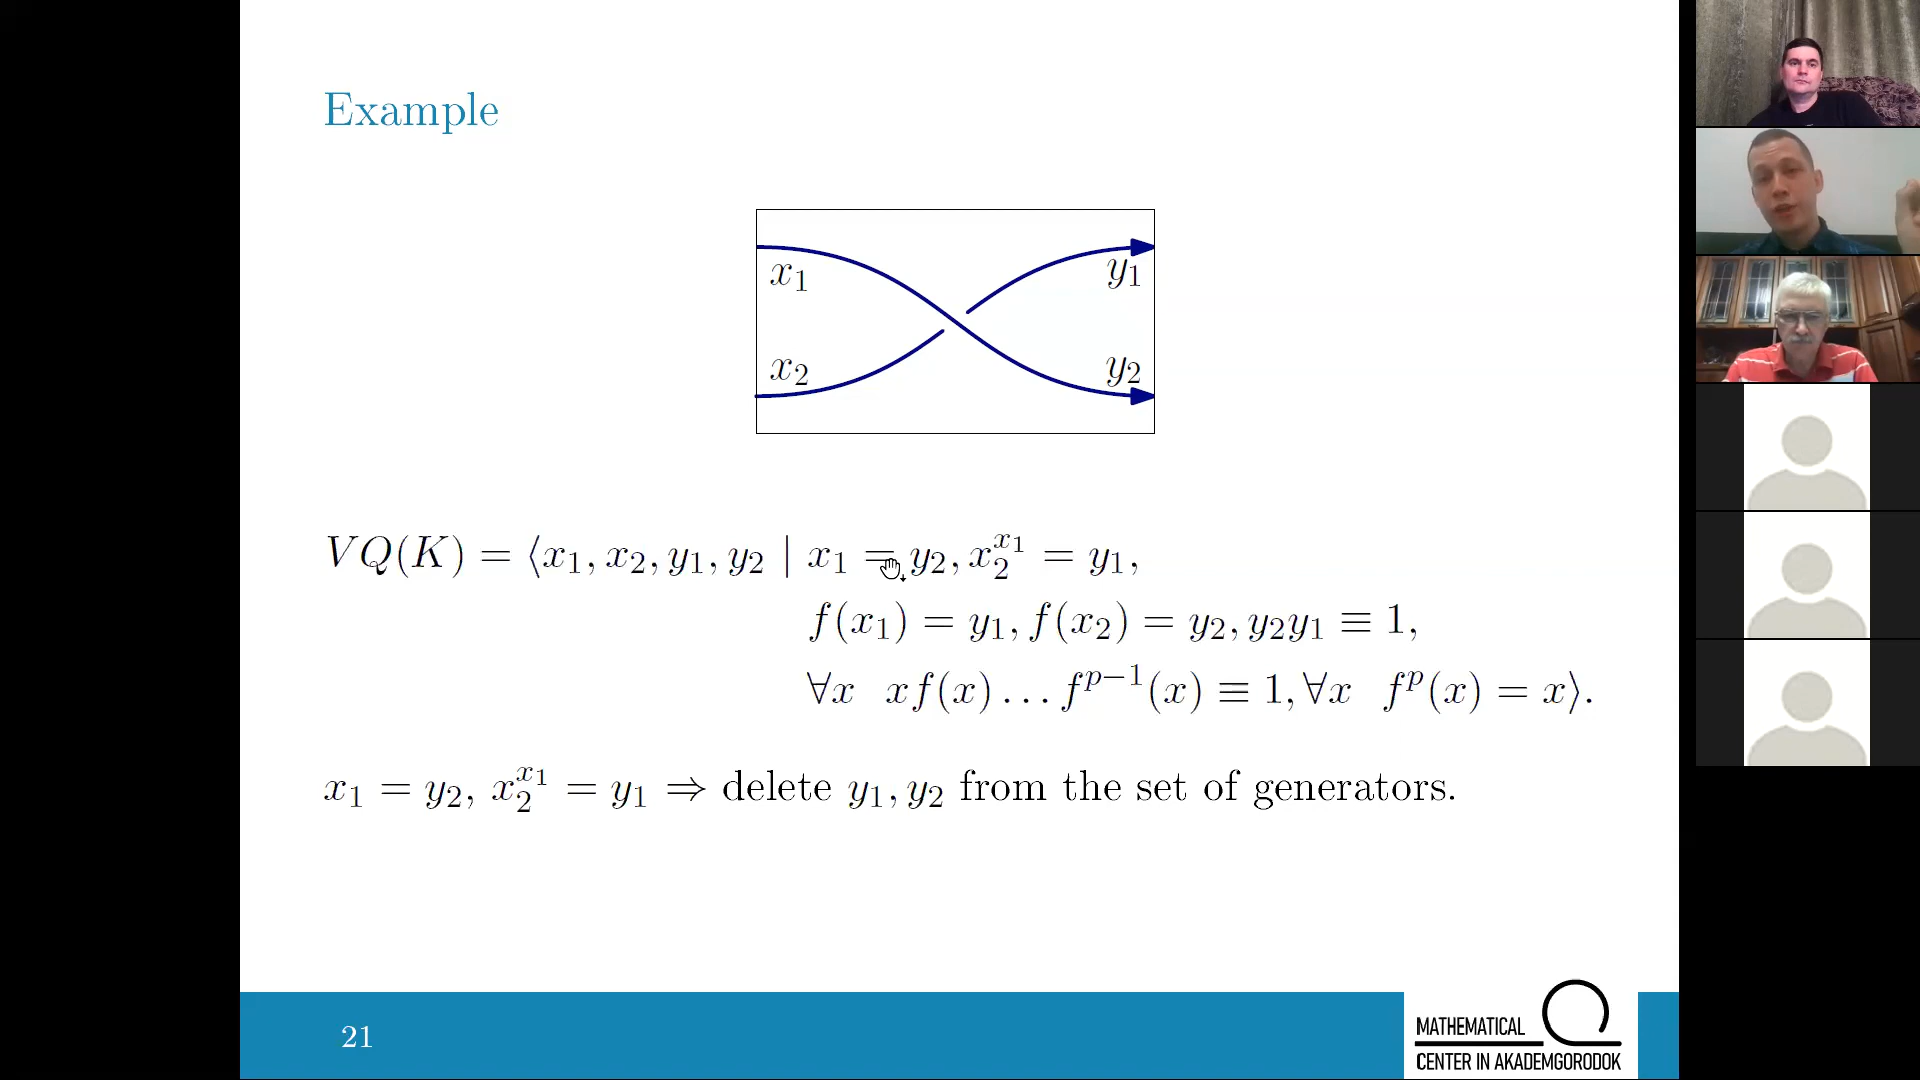 Example
x₁ y₁
x₂ y₂
VQ(K) = ⟨x₁, x₂, y₁, y₂ | x₁ = y₂, x₂^{x₁} = y₁,
f(x₁) = y₁, f(x₂) = y₂, y₂y₁ ≡ 1,
∀x xf(x) … f^{p−1}(x) ≡ 1, ∀x f^p(x) = x⟩.
x₁ = y₂, x₂^{x₁} = y₁ ⇒ delete y₁, y₂ from the set of generators.
21
MATHEMATICAL
CENTER IN AKADEMGORODOK